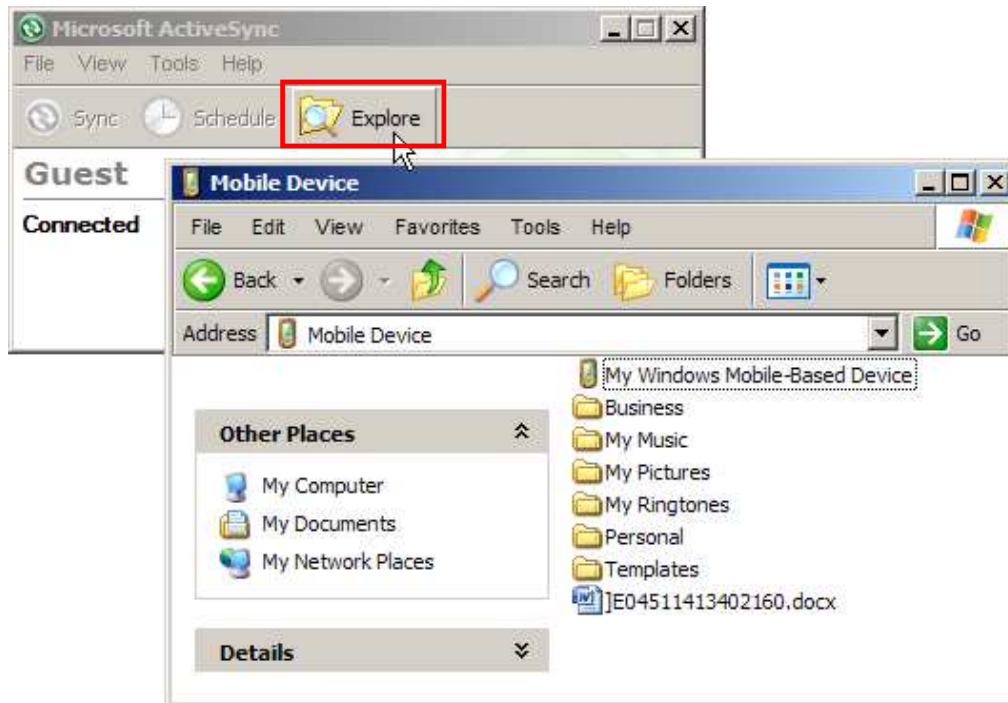 Microsoft ActiveSync
File View Tools Help
Sync Schedule Explore
Guest
Connected
Mobile Device
File Edit View Favorites Tools Help
Back Search Folders
Address Mobile Device Go
Other Places
My Computer
My Documents
My Network Places
Details
My Windows Mobile-Based Device
Business
My Music
My Pictures
My Ringtones
Personal
Templates
]E04511413402160.docx